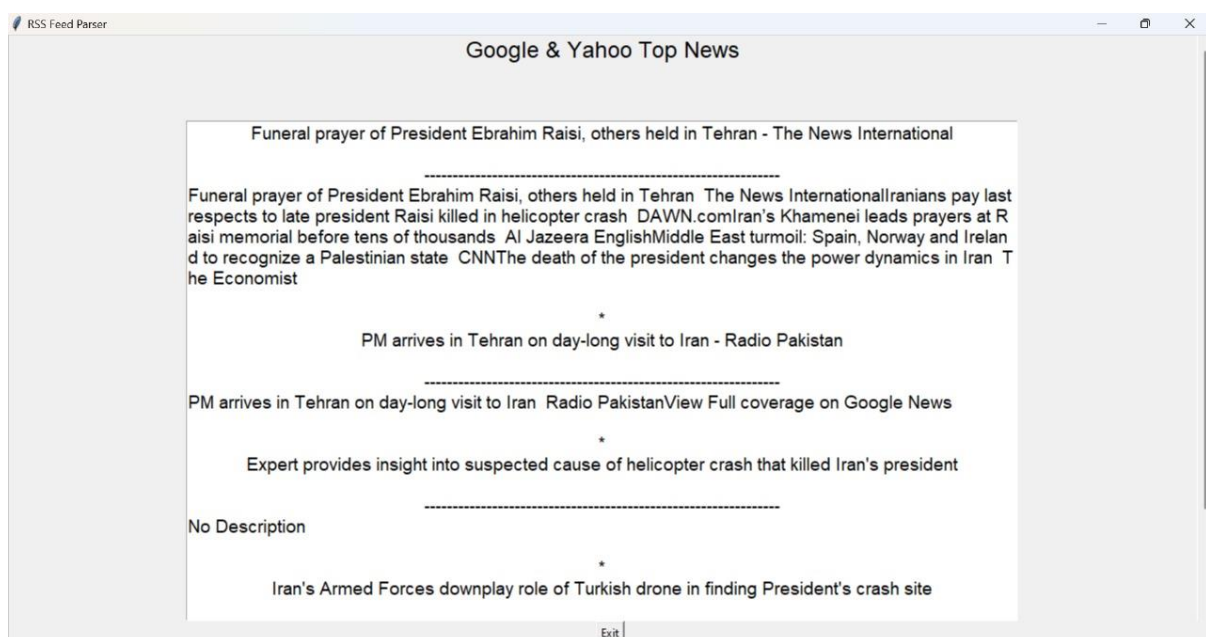 RSS Feed Parser
Google & Yahoo Top News
Funeral prayer of President Ebrahim Raisi, others held in Tehran - The News International
----------------------------------------------------------------
Funeral prayer of President Ebrahim Raisi, others held in Tehran  The News InternationalIranians pay last
respects to late president Raisi killed in helicopter crash  DAWN.comIran's Khamenei leads prayers at R
aisi memorial before tens of thousands  Al Jazeera EnglishMiddle East turmoil: Spain, Norway and Irelan
d to recognize a Palestinian state  CNNThe death of the president changes the power dynamics in Iran  T
he Economist
*
PM arrives in Tehran on day-long visit to Iran - Radio Pakistan
----------------------------------------------------------------
PM arrives in Tehran on day-long visit to Iran  Radio PakistanView Full coverage on Google News
*
Expert provides insight into suspected cause of helicopter crash that killed Iran's president
----------------------------------------------------------------
No Description
*
Iran's Armed Forces downplay role of Turkish drone in finding President's crash site
Exit